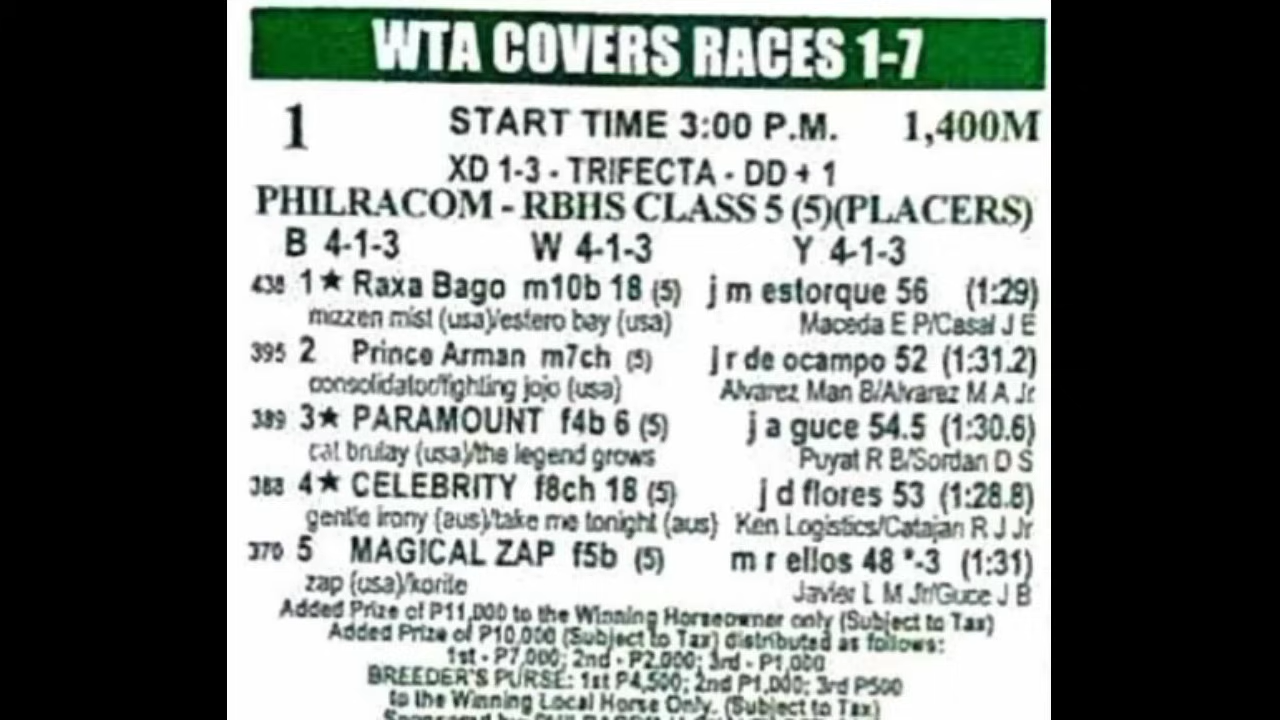 WTA COVERS RACES 1-7
1 START TIME 3:00 P.M. 1,400M
XD 1-3 - TRIFECTA - DD + 1
PHILRACOM - RBHS CLASS 5 (5)(PLACERS)
B 4-1-3 W 4-1-3 Y 4-1-3
438 1★ Raxa Bago m10b 18 (5) j m estorque 56 (1:29)
mizzen mist (usa)/estero bay (usa) Maceda E P/Casal J E
395 2 Prince Arman m7ch (5) j r de ocampo 52 (1:31.2)
consolidator/fighting jojo (usa) Alvarez Man B/Alvarez M A Jr
389 3★ PARAMOUNT f4b 6 (5) j a guce 54.5 (1:30.6)
cat brulay (usa)/the legend grows Puyat R B/Sordan D S
388 4★ CELEBRITY f8ch 18 (5) j d flores 53 (1:28.8)
gentle irony (aus)/take me tonight (aus) Ken Logistics/Catajan R J Jr
370 5 MAGICAL ZAP f5b (5) m r ellos 48 *-3 (1:31)
zap (usa)/korite Javier L M Jr/Guce J B
Added Prize of P11,000 to the Winning Horseowner only (Subject to Tax)
Added Prize of P10,000 (Subject to Tax) distributed as follows:
1st - P7,000; 2nd - P2,000; 3rd - P1,000
BREEDER'S PURSE: 1st P4,500; 2nd P1,000; 3rd P500
to the Winning Local Horse Only. (Subject to Tax)